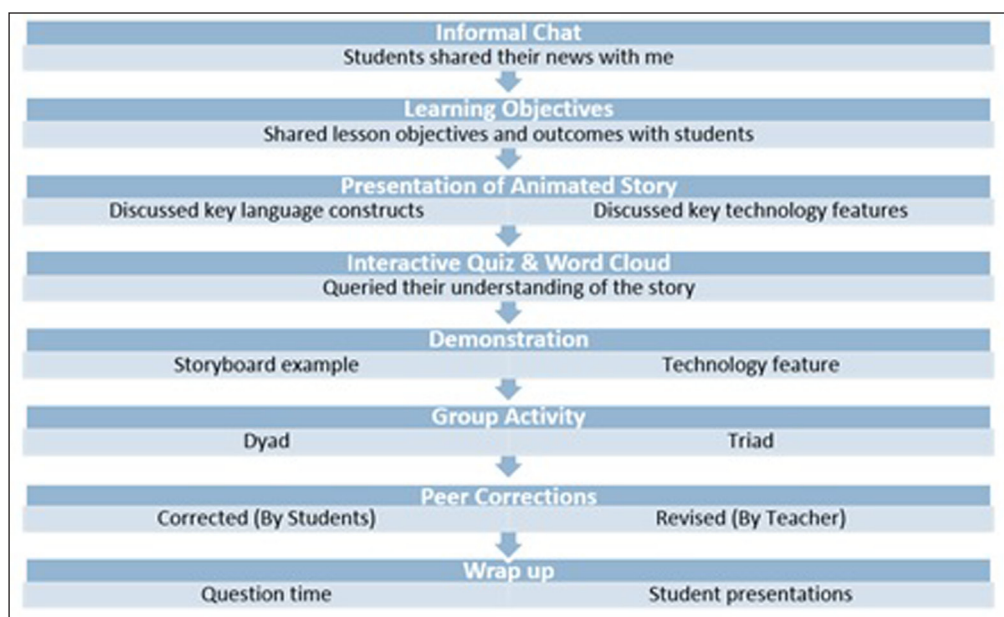 Informal Chat
Students shared their news with me
Learning Objectives
Shared lesson objectives and outcomes with students
Presentation of Animated Story
Discussed key language constructs Discussed key technology features
Interactive Quiz & Word Cloud
Queried their understanding of the story
Demonstration
Storyboard example Technology feature
Group Activity
Dyad Triad
Peer Corrections
Corrected (By Students) Revised (By Teacher)
Wrap up
Question time Student presentations